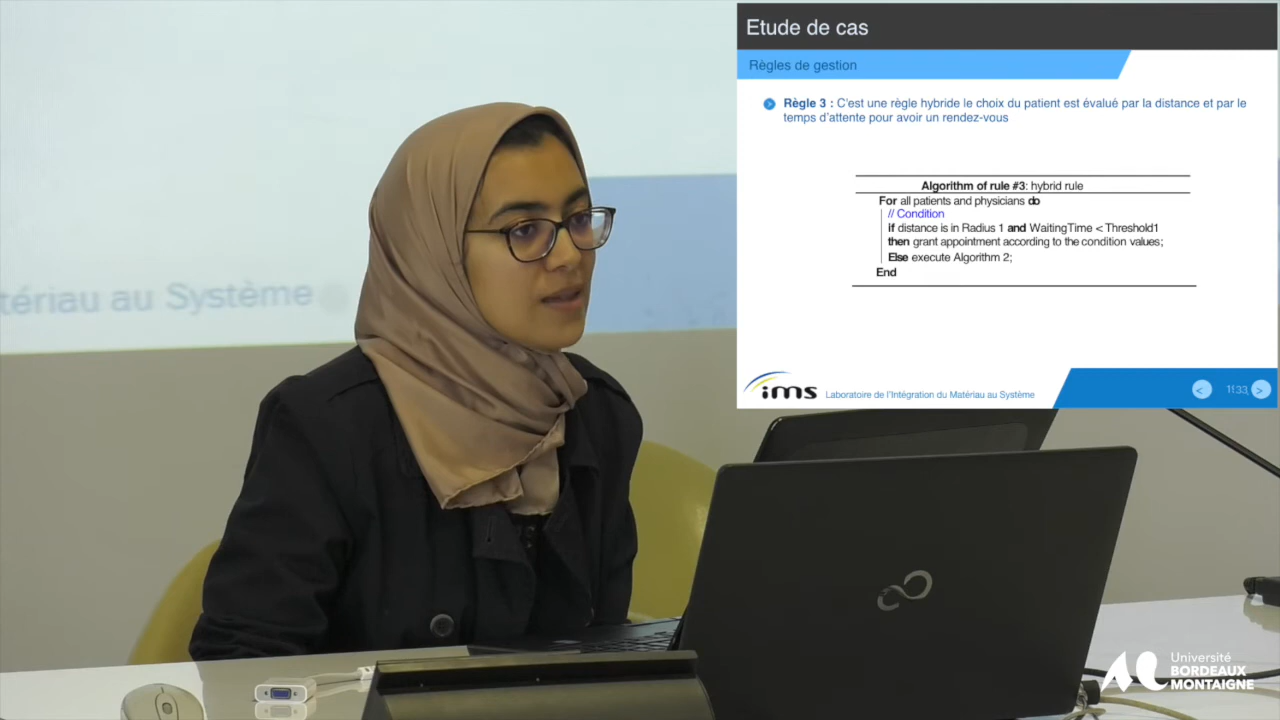 Etude de cas
Règles de gestion
Règle 3 : C'est une règle hybride le choix du patient est évalué par la distance et par le
temps d'attente pour avoir un rendez-vous
Algorithm of rule #3: hybrid rule
For all patients and physicians do
// Condition
if distance is in Radius 1 and WaitingTime < Threshold1
then grant appointment according to the condition values;
Else execute Algorithm 2;
End
ims
Laboratoire de l'Intégration du Matériau au Système
au Système
Université
BORDEAUX
MONTAIGNE